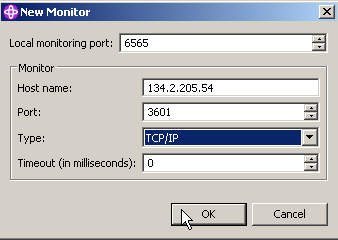 New Monitor
Local monitoring port: 6565
Monitor
Host name: 134.2.205.54
Port: 3601
Type: TCP/IP
Timeout (in milliseconds): 0
OK Cancel